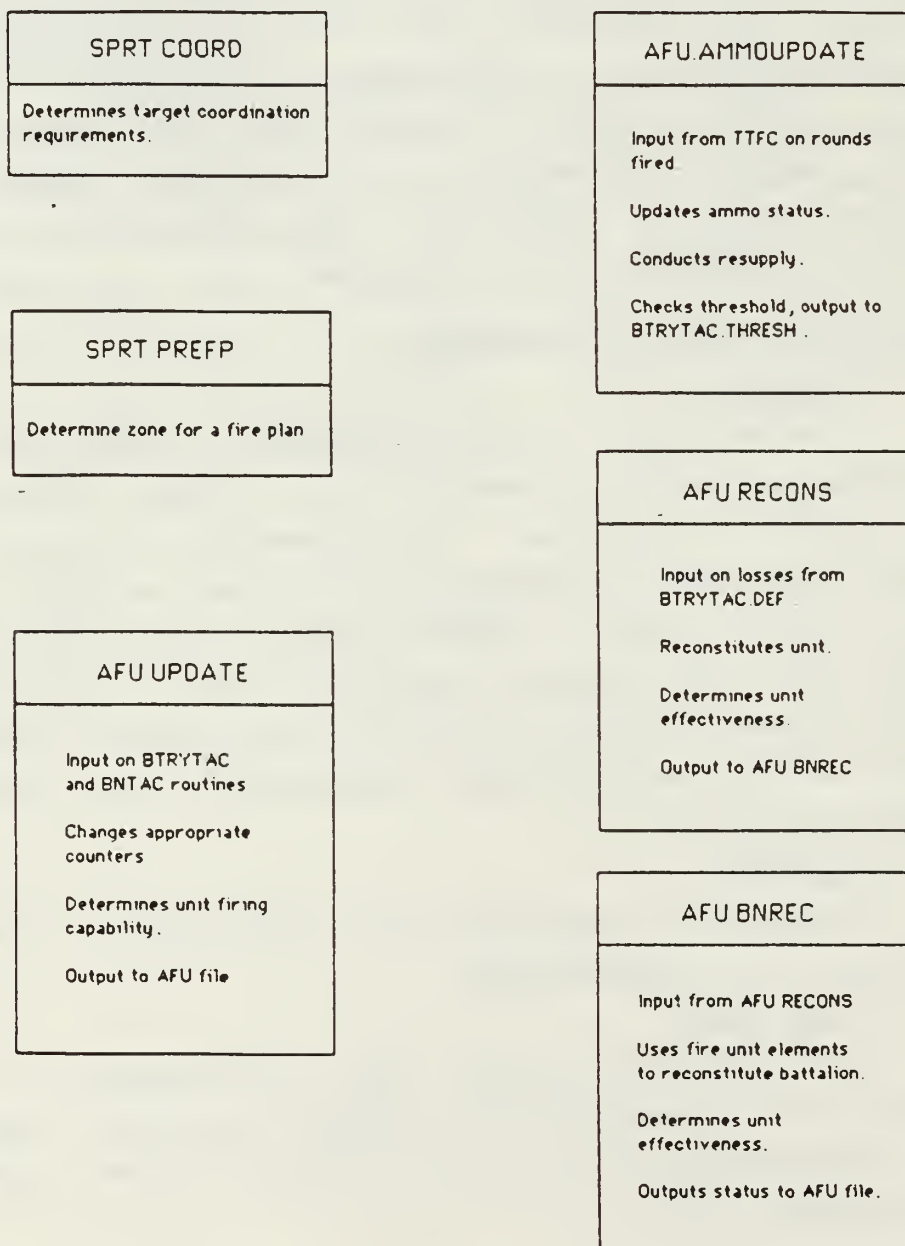 SPRT COORD
Determines target coordination
requirements.
SPRT PREFP
Determine zone for a fire plan
AFU UPDATE
Input on BTRYTAC
and BNTAC routines
Changes appropriate
counters
Determines unit firing
capability.
Output to AFU file
AFU.AMMOUPDATE
Input from TTFC on rounds
fired.
Updates ammo status.
Conducts resupply.
Checks threshold, output to
BTRYTAC.THRESH .
AFU RECONS
Input on losses from
BTRYTAC.DEF .
Reconstitutes unit.
Determines unit
effectiveness.
Output to AFU BNREC
AFU BNREC
Input from AFU RECONS
Uses fire unit elements
to reconstitute battalion.
Determines unit
effectiveness.
Outputs status to AFU file.